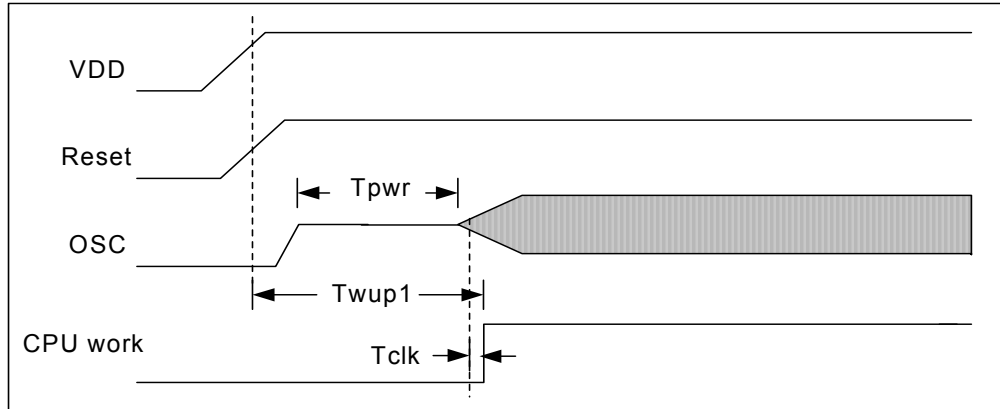 VDD
Reset
Tpwr
OSC
Twup1
CPU work
Tclk